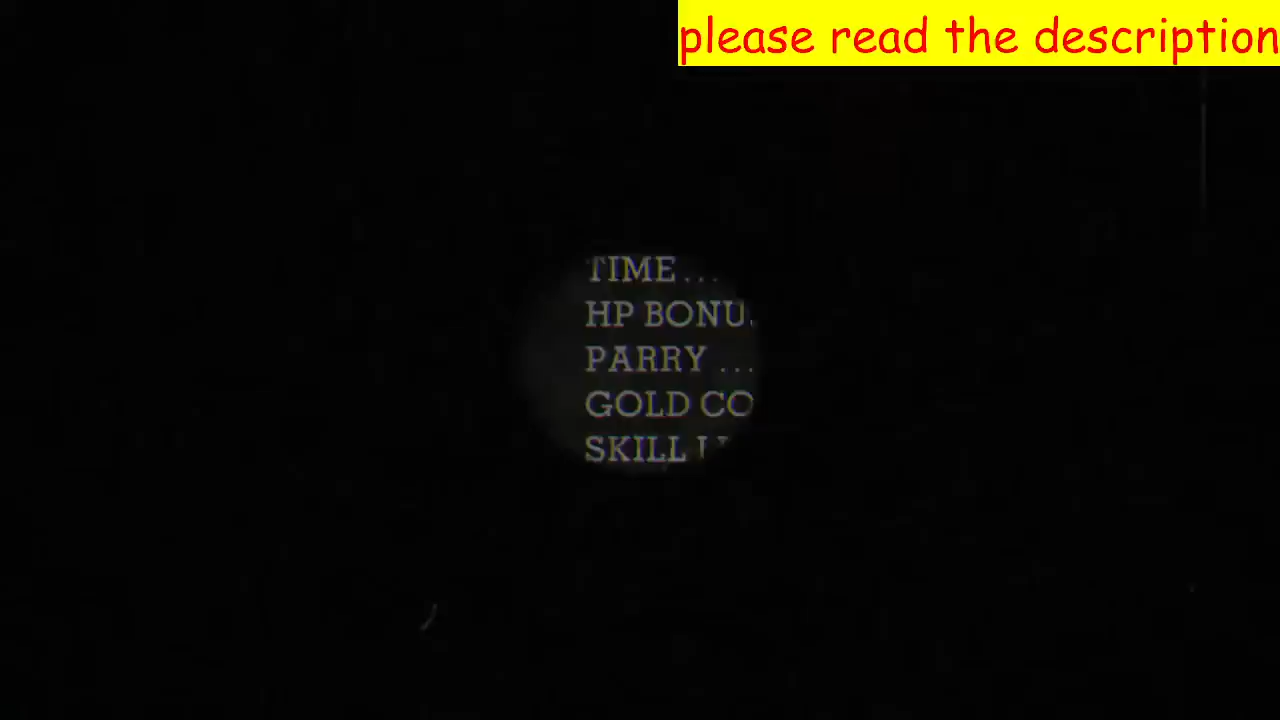 please read the description
TIME ...
HP BONU
PARRY ...
GOLD CO
SKILL